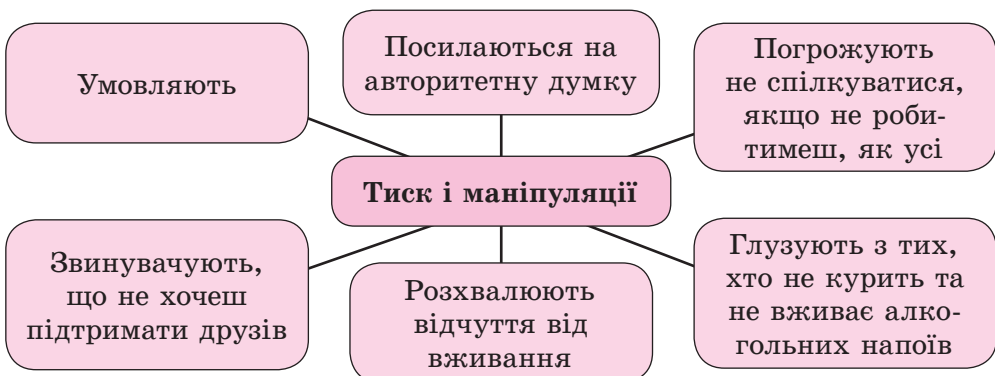 Умовляють
Посилаються на
авторитетну думку
Погрожують
не спілкуватися,
якщо не роби-
тимеш, як усі
Тиск і маніпуляції
Звинувачують,
що не хочеш
підтримати друзів
Розхвалюють
відчуття від
вживання
Глузують з тих,
хто не курить та
не вживає алко-
гольних напоїв